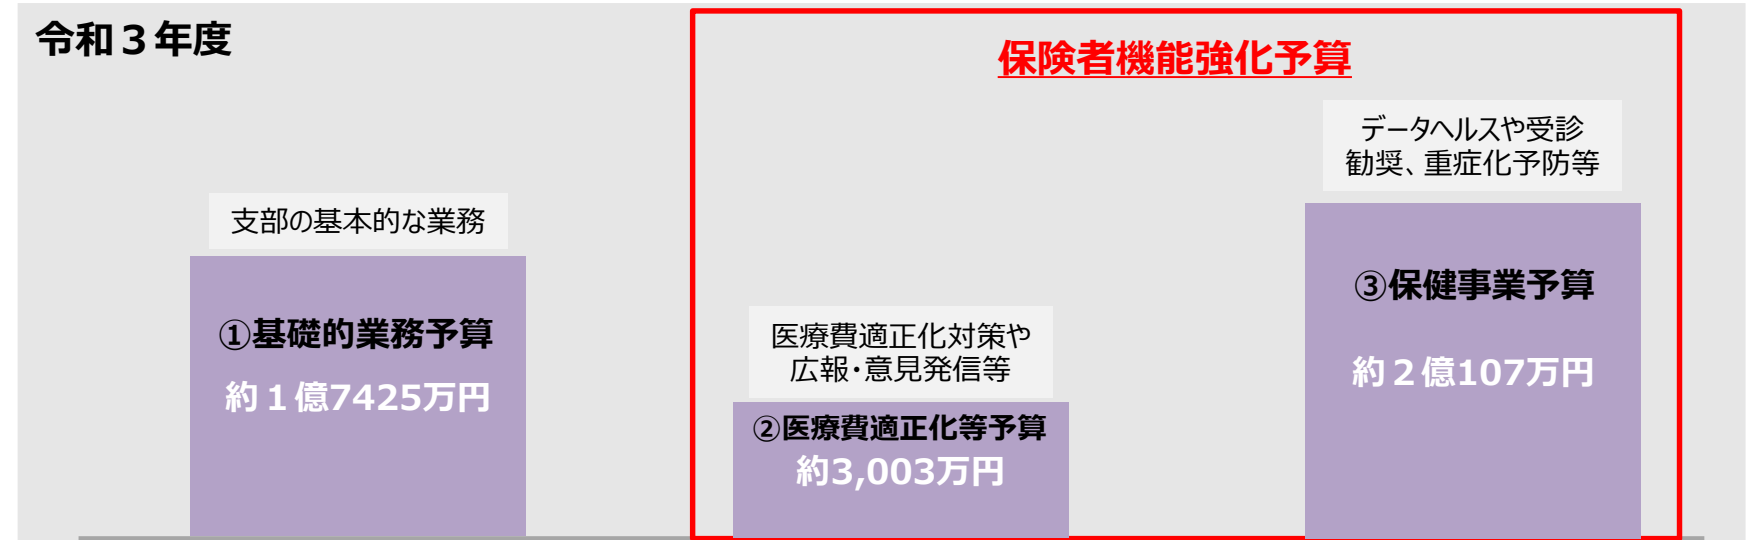 令和３年度
保険者機能強化予算
支部の基本的な業務
①基礎的業務予算
約１億7425万円
医療費適正化対策や
広報・意見発信等
②医療費適正化等予算
約3,003万円
データヘルスや受診
勧奨、重症化予防等
③保健事業予算
約２億107万円